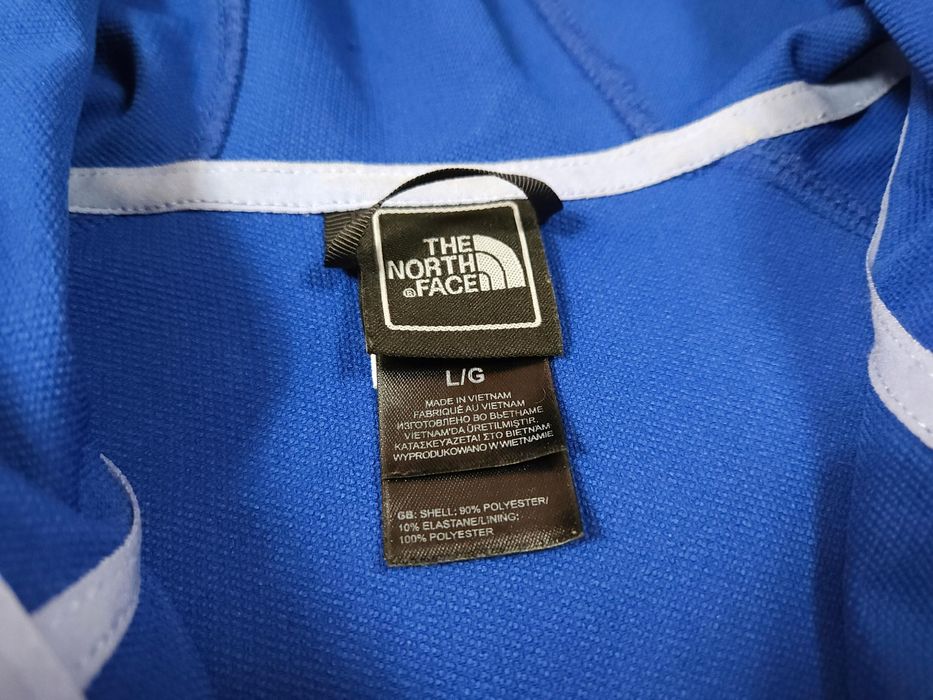 THE
NORTH
® FACE
L/G
MADE IN VIETNAM
FABRIQUÉ AU VIETNAM
ИЗГОТОВЛЕНО ВО ВЬЕТНАМЕ
VIETNAM'DA ÜRETILMIŞTIR.
ΚΑΤΑΣΚΕΥΑΖΕΤΑΙ ΣΤΟ ΒΙΕΤΝΑΜ
WYPRODUKOWANO W WIETNAMIE
GB: SHELL: 90% POLYESTER/
10% ELASTANE/LINING:
100% POLYESTER